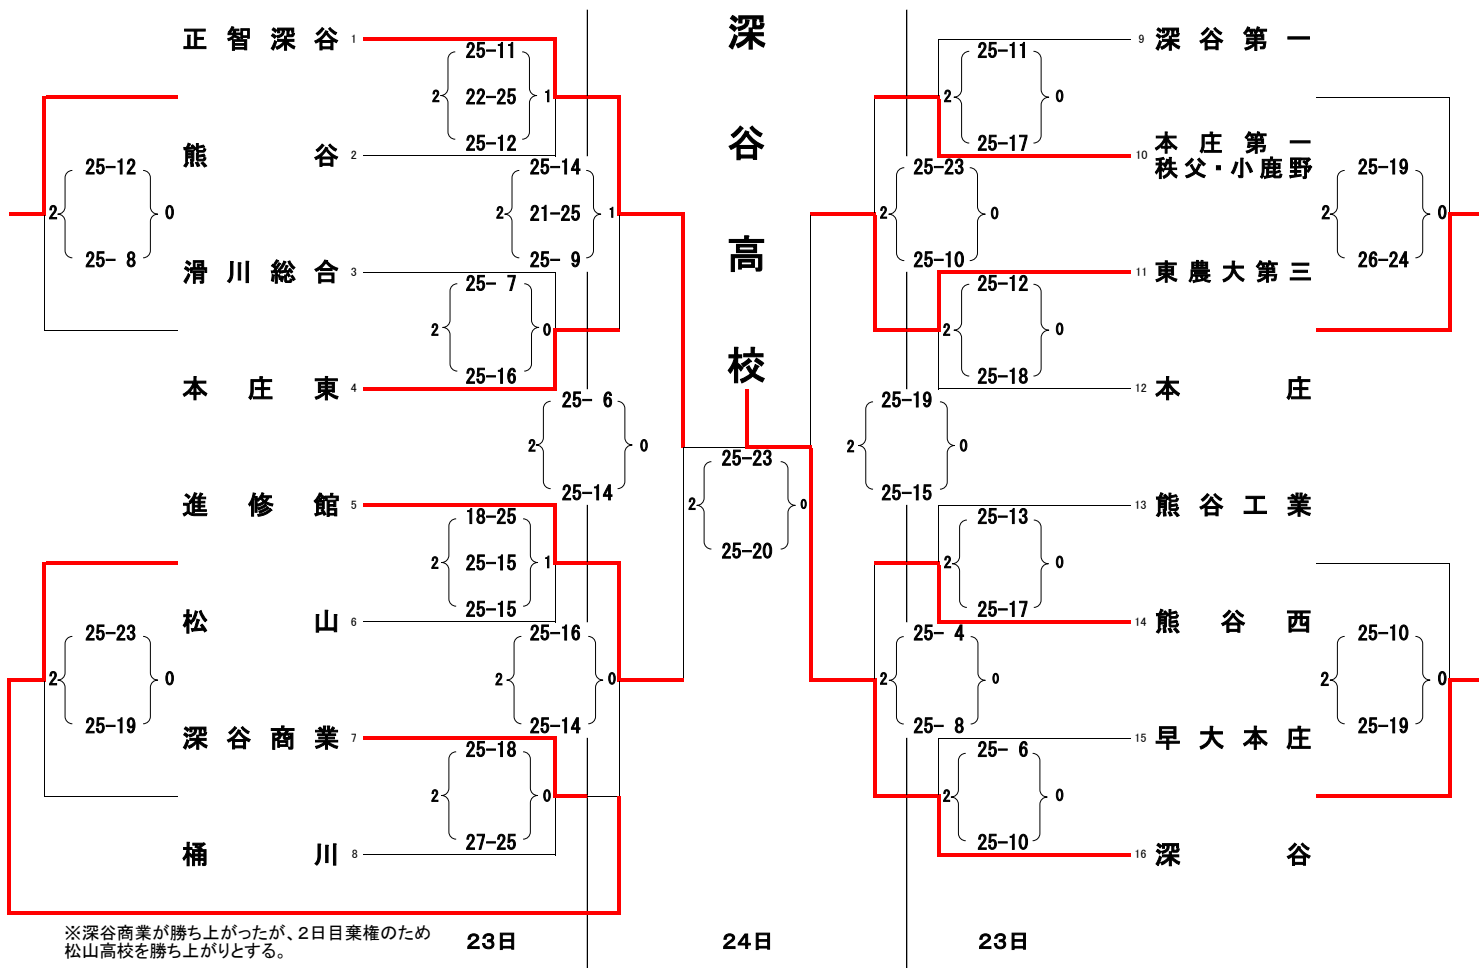 深谷高校
正智深谷 1
25-11
2 22-25 1
25-12
熊谷 2
25-12
2 0
25- 8
25-14
2 21-25 1
25- 9
滑川総合 3
25- 7
2 0
25-16
本庄東 4
25- 6
2 0
25-14
進修館 5
18-25
2 25-15 1
25-15
松山 6
25-23
2 0
25-19
25-16
2 0
25-14
深谷商業 7
25-18
2 0
27-25
桶川 8
25-23
2 0
25-20
9 深谷第一
25-11
2 0
25-17
10 本庄第一
秩父・小鹿野
25-23
2 0
25-10
25-19
2 0
26-24
11 東農大第三
25-12
2 0
25-18
12 本庄
25-19
2 0
25-15
13 熊谷工業
25-13
2 0
25-17
14 熊谷西
25- 4
2 0
25- 8
25-10
2 0
25-19
15 早大本庄
25- 6
2 0
25-10
16 深谷
※深谷商業が勝ち上がったが、2日目棄権のため
松山高校を勝ち上がりとする。
23日 24日 23日